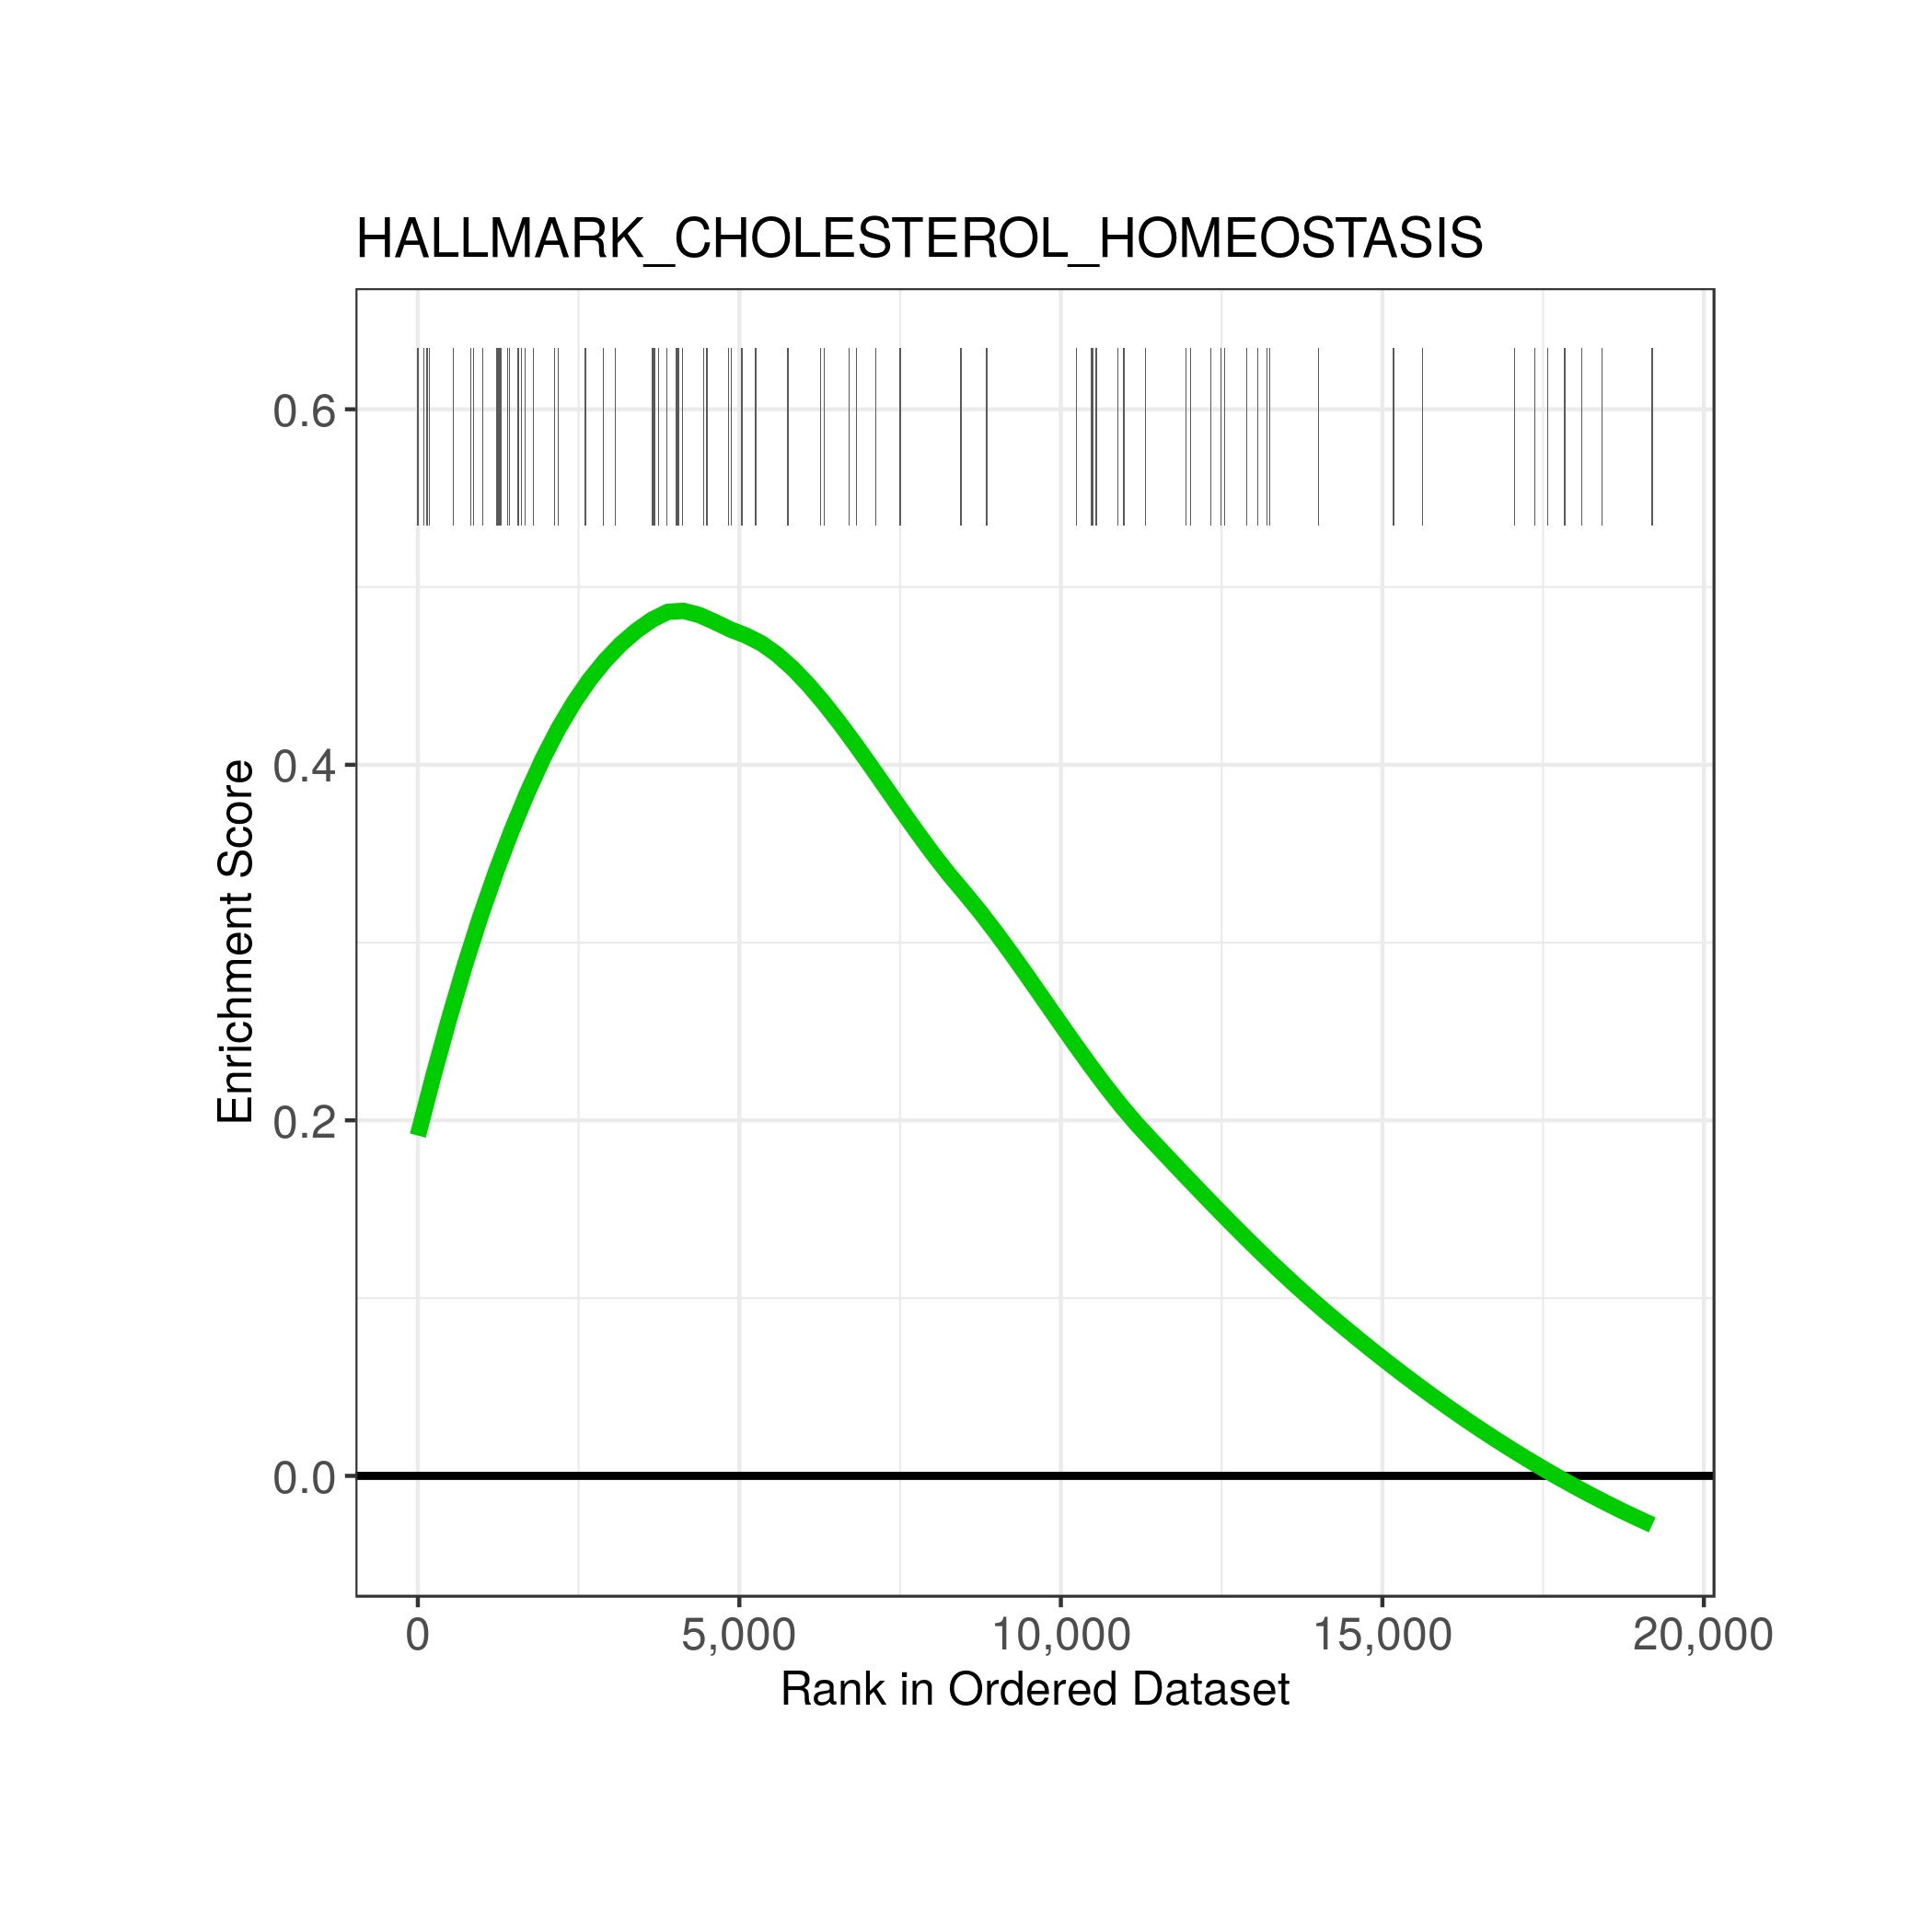 HALLMARK_CHOLESTEROL_HOMEOSTASIS
0.6
0.4
0.2
0.0
Enrichment Score
0 5,000 10,000 15,000 20,000
Rank in Ordered Dataset